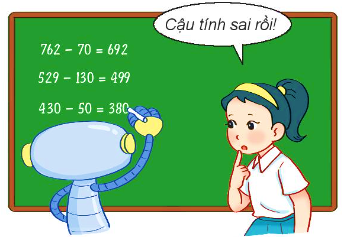 Cậu tính sai rồi!
762 – 70 = 692
529 – 130 = 499
430 – 50 = 380